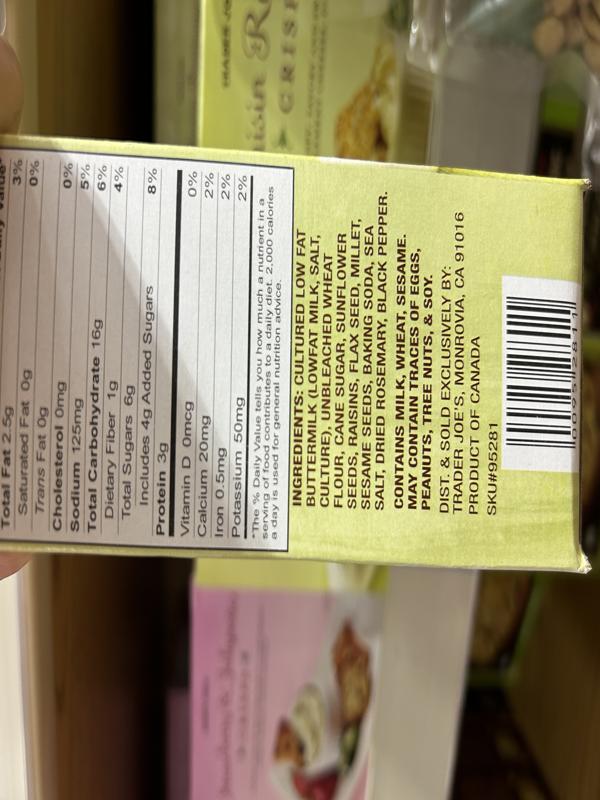 Total Fat 2.5g 3%
Saturated Fat 0g 0%
Trans Fat 0g
Cholesterol 0mg 0%
Sodium 125mg 5%
Total Carbohydrate 16g 6%
Dietary Fiber 1g 4%
Total Sugars 6g
Includes 4g Added Sugars 8%
Protein 3g
Vitamin D 0mcg 0%
Calcium 20mg 2%
Iron 0.5mg 2%
Potassium 50mg 2%
*The % Daily Value tells you how much a nutrient in a
serving of food contributes to a daily diet. 2,000 calories
a day is used for general nutrition advice.
INGREDIENTS: CULTURED LOW FAT
BUTTERMILK (LOWFAT MILK, SALT,
CULTURE), UNBLEACHED WHEAT
FLOUR, CANE SUGAR, SUNFLOWER
SEEDS, RAISINS, FLAX SEED, MILLET,
SESAME SEEDS, BAKING SODA, SEA
SALT, DRIED ROSEMARY, BLACK PEPPER.
CONTAINS MILK, WHEAT, SESAME.
MAY CONTAIN TRACES OF EGGS,
PEANUTS, TREE NUTS, & SOY.
DIST. & SOLD EXCLUSIVELY BY:
TRADER JOE'S, MONROVIA, CA 91016
PRODUCT OF CANADA
SKU#95281